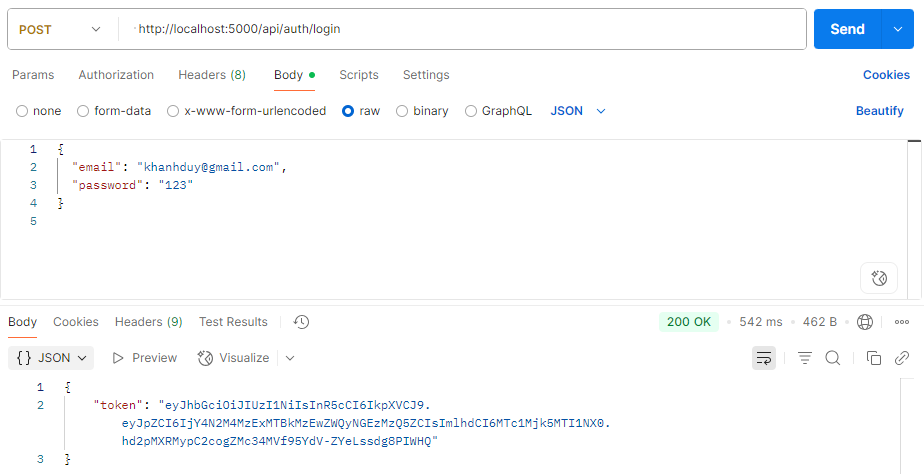 POST http://localhost:5000/api/auth/login Send
Params Authorization Headers (8) Body Scripts Settings Cookies
none form-data x-www-form-urlencoded raw binary GraphQL JSON Beautify
1 {
2 "email": "khanhduy@gmail.com",
3 "password": "123"
4 }
5
Body Cookies Headers (9) Test Results 200 OK • 542 ms • 462 B
{} JSON Preview Visualize
1 {
2 "token": "eyJhbGciOiJIUzI1NiIsInR5cCI6IkpXVCJ9.
eyJpZCI6IjY4N2M4MzExMTBkMzEwZWQyNGEzMzQ5ZCIsImlhdCI6MTc1Mjk5MTI1NX0.
hd2pMXRMypC2cogZMc34MVf95YdV-ZYeLssdg8PIWHQ"
3 }